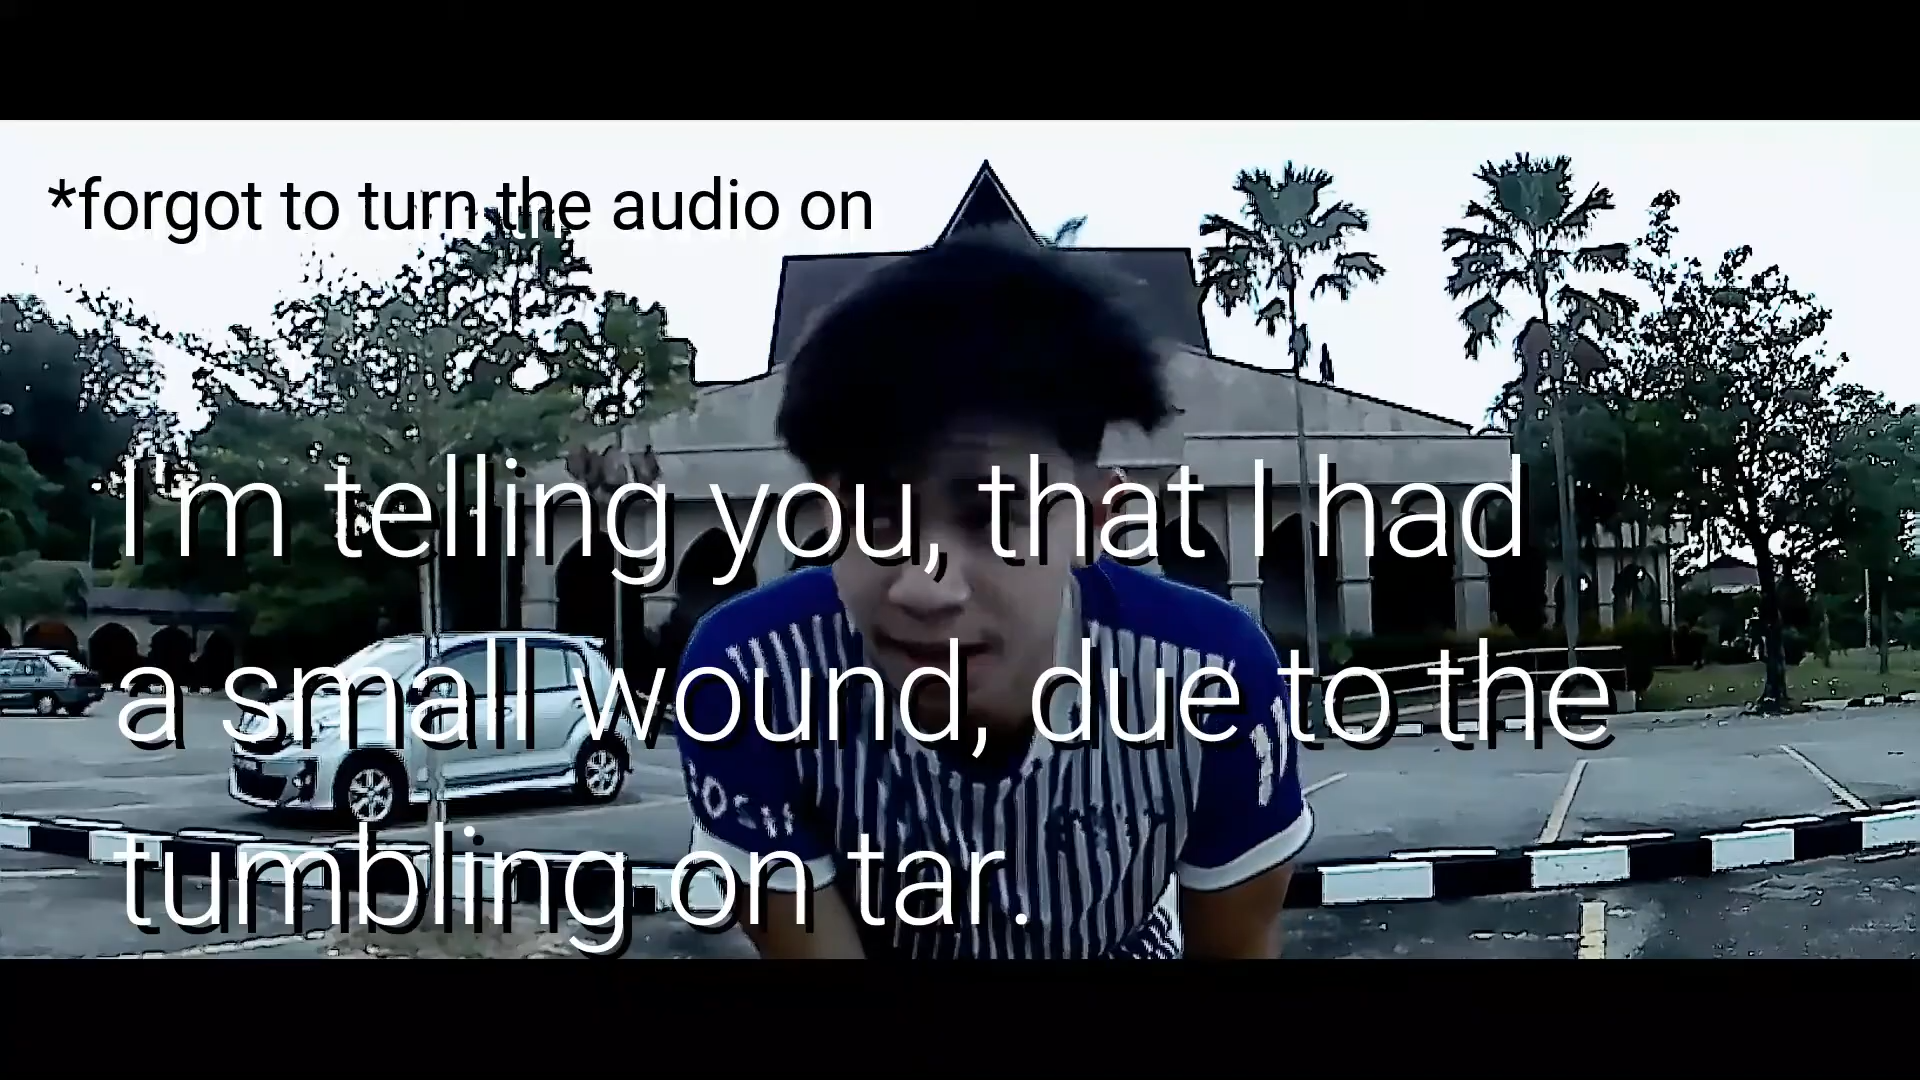 *forgot to turn the audio on
I'm telling you, that I had
a small wound, due to the
tumbling on tar.